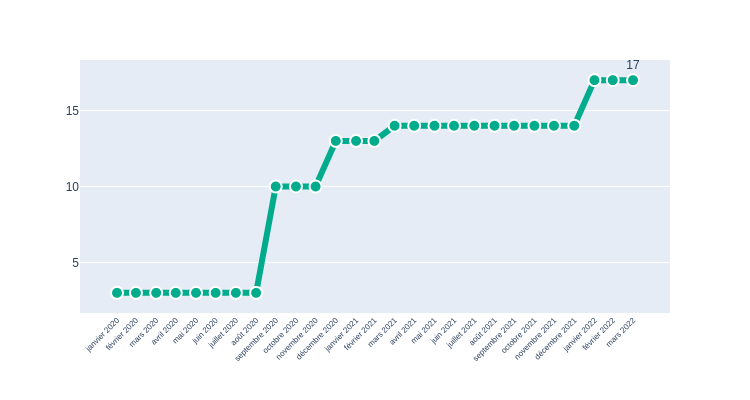 17
15
10
5
janvier 2020
février 2020
mars 2020
avril 2020
mai 2020
juin 2020
juillet 2020
août 2020
septembre 2020
octobre 2020
novembre 2020
décembre 2020
janvier 2021
février 2021
mars 2021
avril 2021
mai 2021
juin 2021
juillet 2021
août 2021
septembre 2021
octobre 2021
novembre 2021
décembre 2021
janvier 2022
février 2022
mars 2022